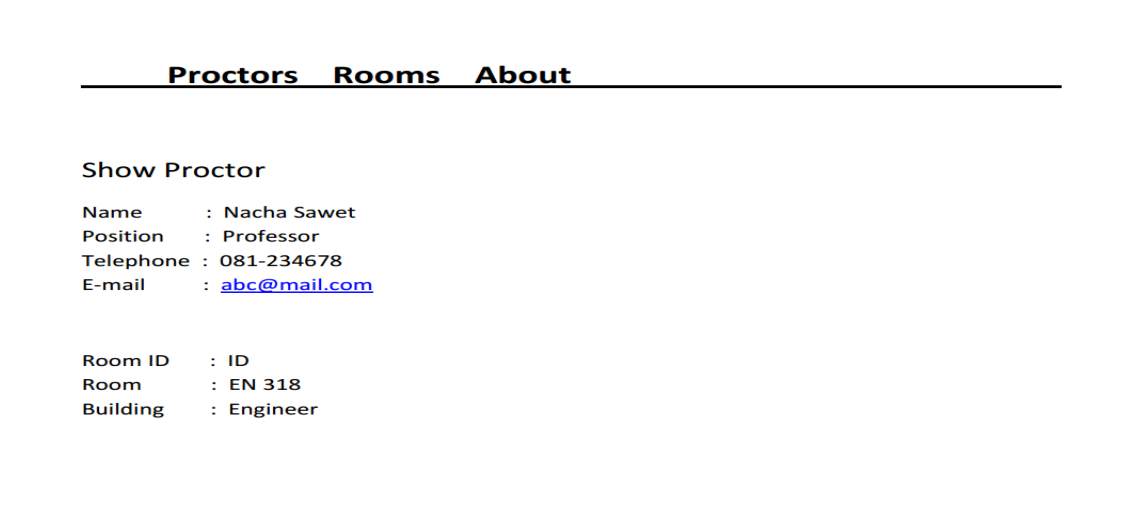 Proctors Rooms About
Show Proctor
Name : Nacha Sawet
Position : Professor
Telephone : 081-234678
E-mail : abc@mail.com
Room ID : ID
Room : EN 318
Building : Engineer